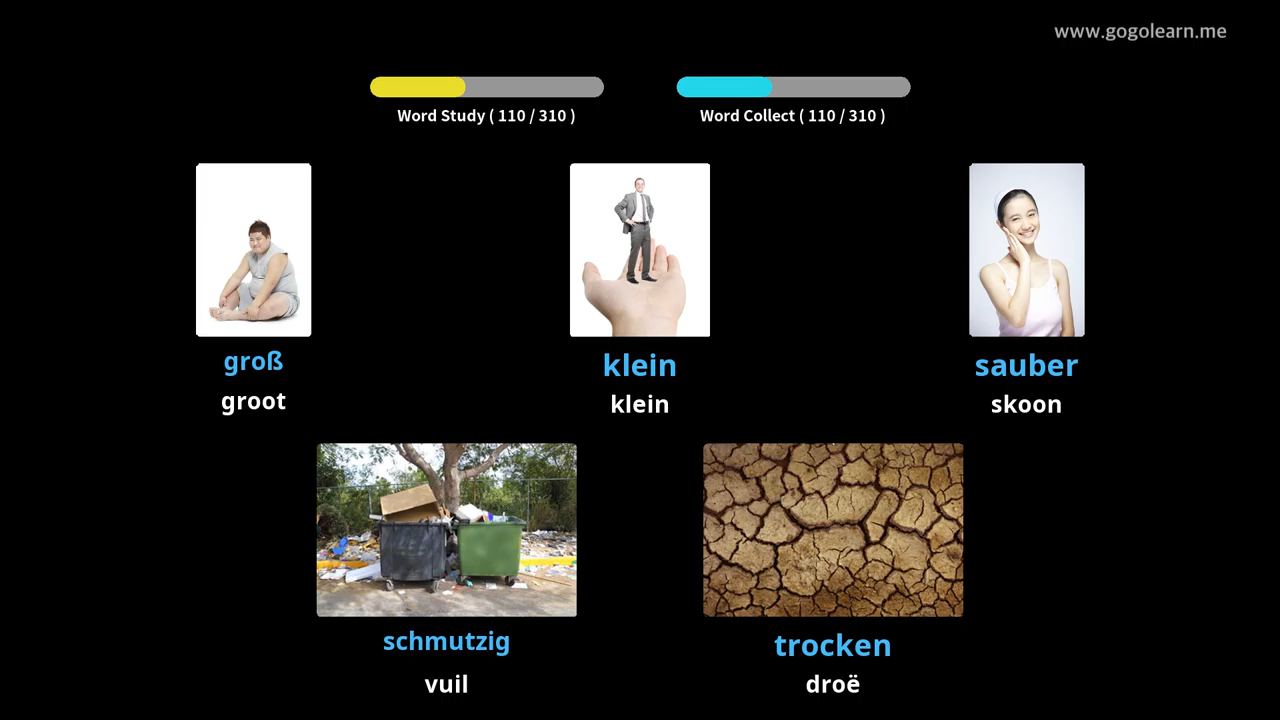 www.gogolearn.me
Word Study ( 110 / 310 )
Word Collect ( 110 / 310 )
groß
groot
klein
klein
sauber
skoon
schmutzig
vuil
trocken
droë